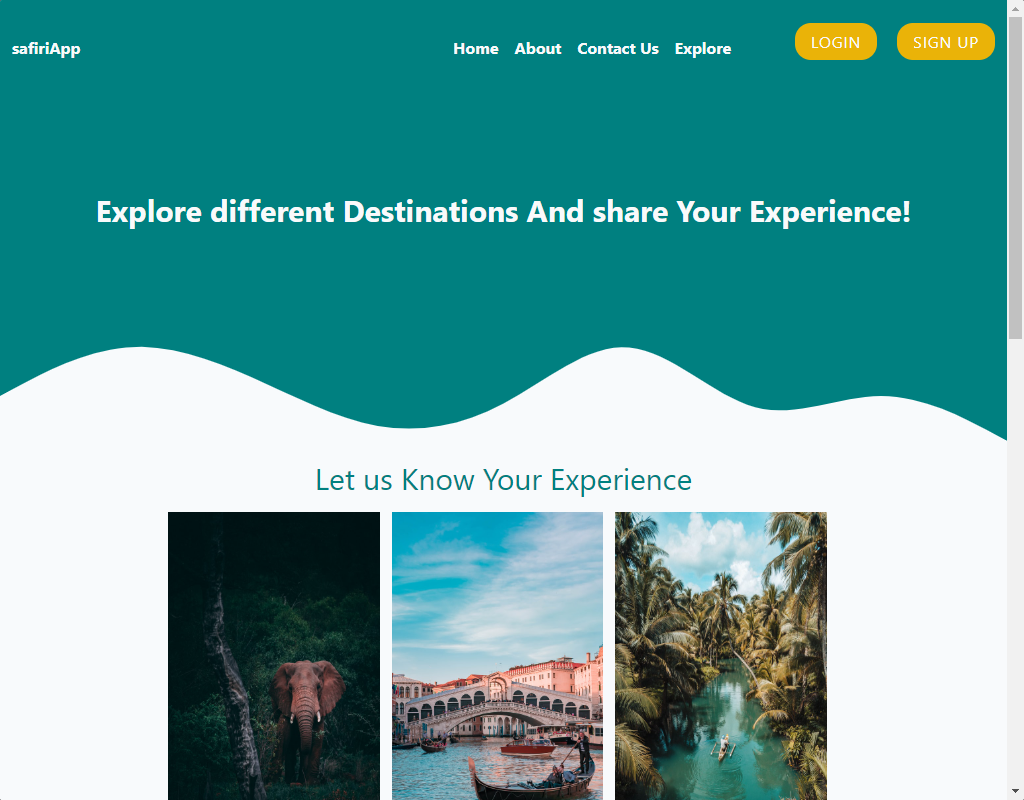 safiriApp
Home About Contact Us Explore
LOGIN
SIGN UP
Explore different Destinations And share Your Experience!
Let us Know Your Experience